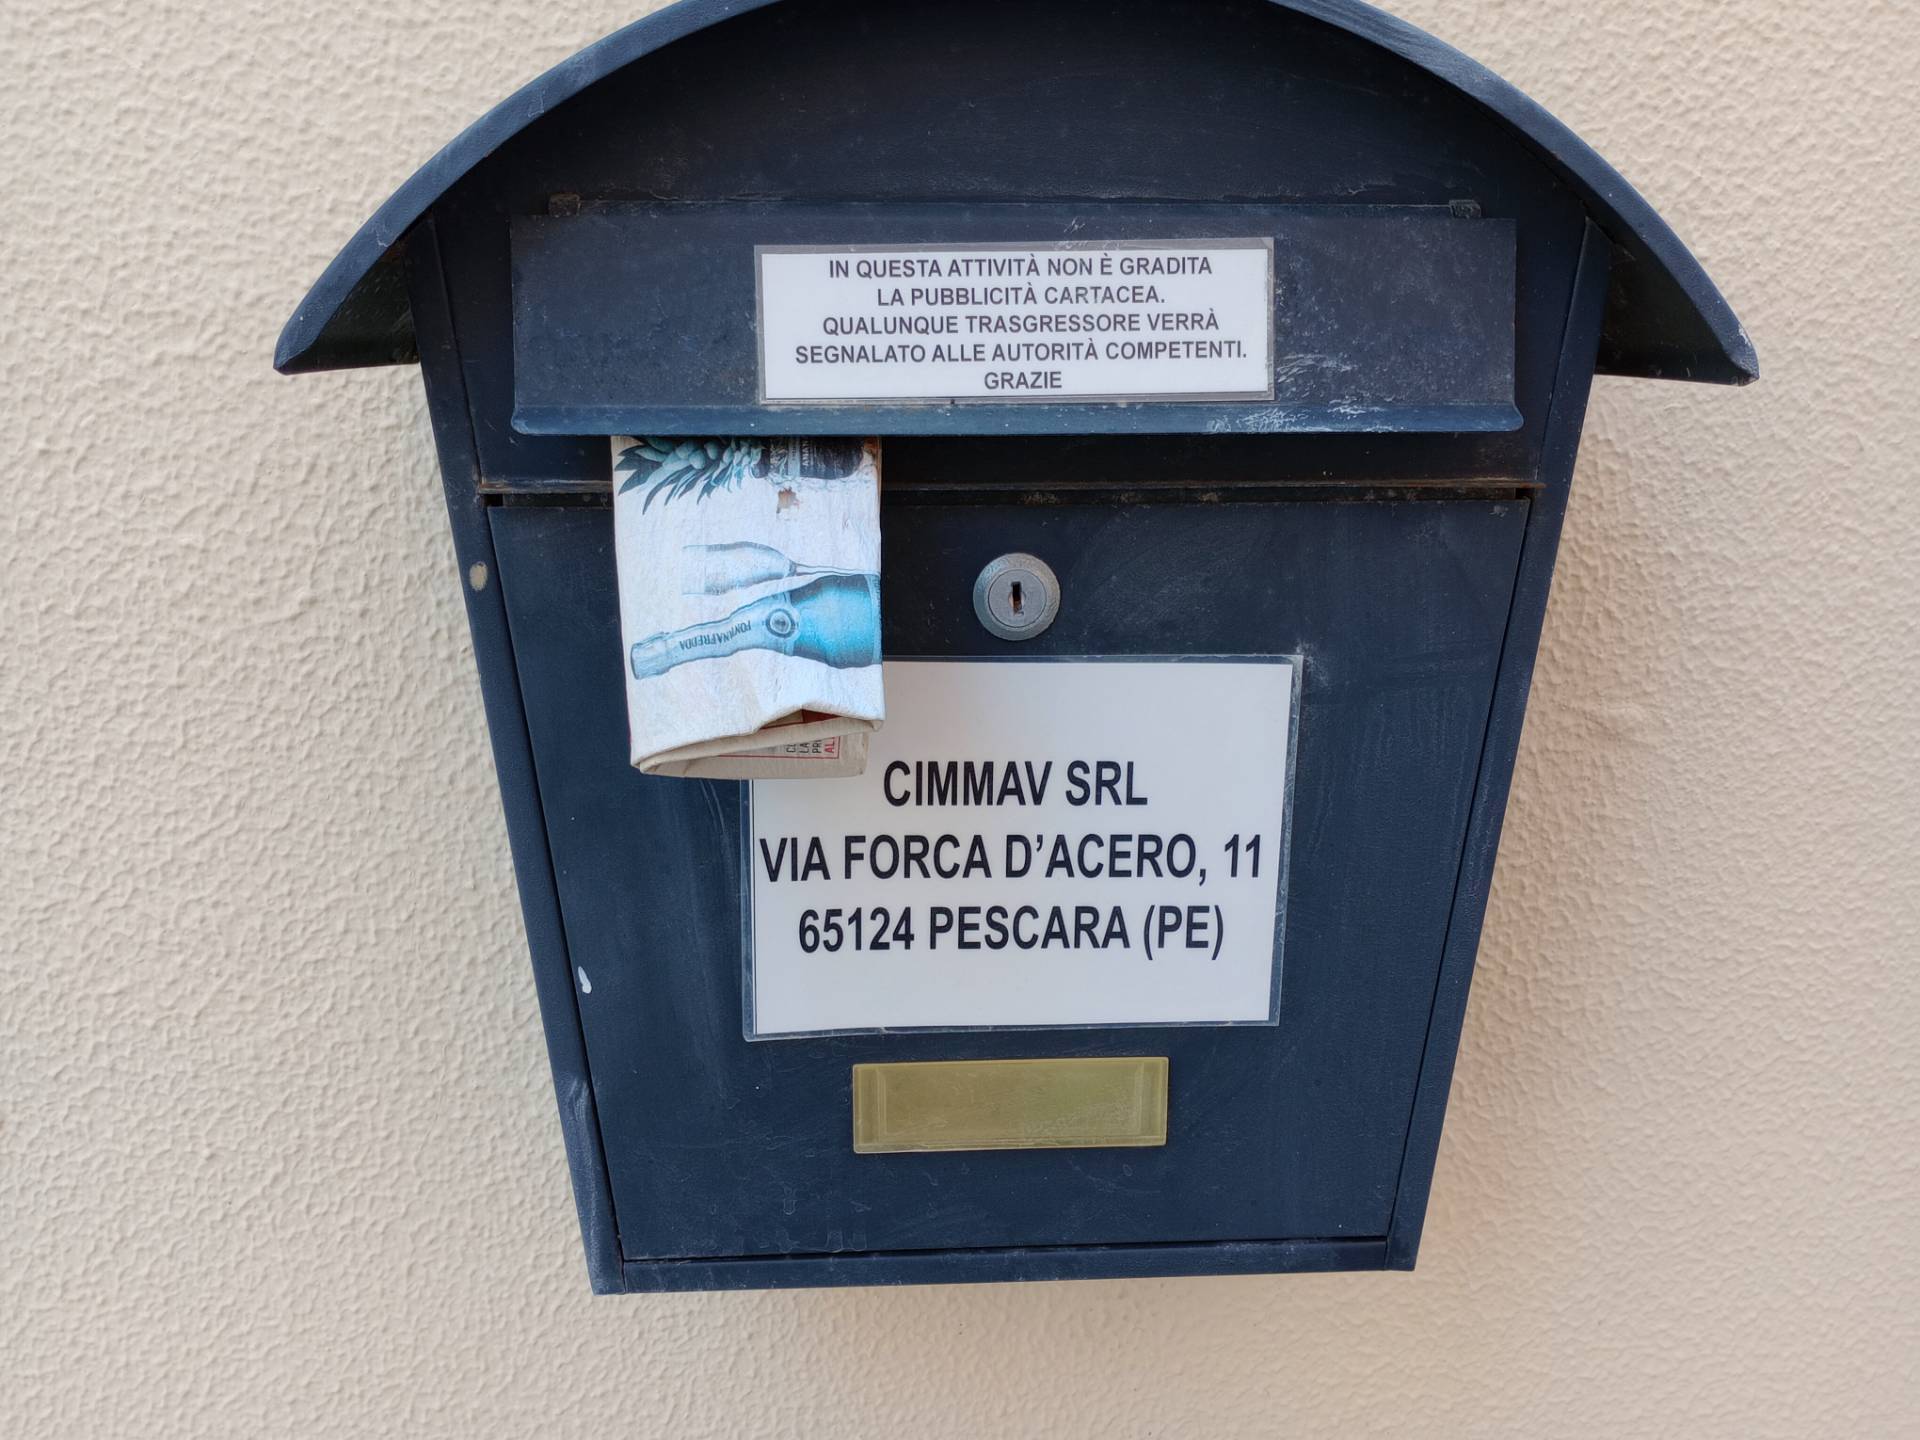 IN QUESTA ATTIVITÀ NON È GRADITA
LA PUBBLICITÀ CARTACEA.
QUALUNQUE TRASGRESSORE VERRÀ
SEGNALATO ALLE AUTORITÀ COMPETENTI.
GRAZIE
FONTANAFREDDA
CIMMAV SRL
VIA FORCA D'ACERO, 11
65124 PESCARA (PE)